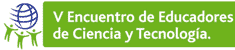 V Encuentro de Educadores
de Ciencia y Tecnología.